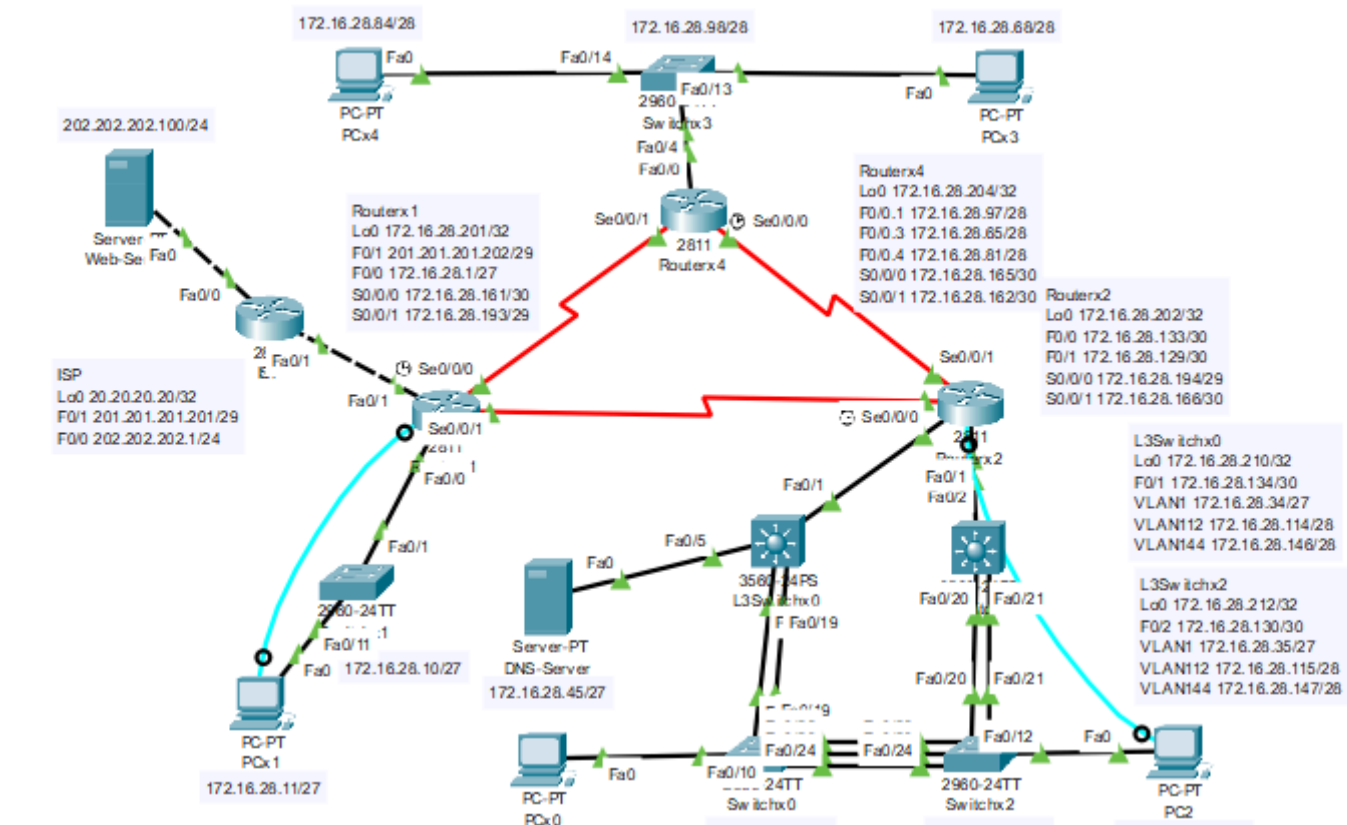 172.16.28.84/28
172.16.28.98/28
172.16.28.68/28
Fa0
Fa0/14
Fa0/13
Fa0
PC-PT
PCx4
2960
Switchx3
PC-PT
PCx3
202.202.202.100/24
Fa0/4
Fa0/0
Server
Web-Se
Fa0
Routerx1
Lo0 172.16.28.201/32
F0/1 201.201.201.202/29
F0/0 172.16.28.1/27
S0/0/0 172.16.28.161/30
S0/0/1 172.16.28.193/29
Se0/0/1
Se0/0/0
2811
Routerx4
Routerx4
Lo0 172.16.28.204/32
F0/0.1 172.16.28.97/28
F0/0.3 172.16.28.65/28
F0/0.4 172.16.28.81/28
S0/0/0 172.16.28.165/30
S0/0/1 172.16.28.162/30
Routerx2
Lo0 172.16.28.202/32
F0/0 172.16.28.133/30
F0/1 172.16.28.129/30
S0/0/0 172.16.28.194/29
S0/0/1 172.16.28.166/30
Fa0/0
Fa0/1
ISP
Lo0 20.20.20.20/32
F0/1 201.201.201.201/29
F0/0 202.202.202.1/24
Se0/0/0
Fa0/1
Se0/0/1
2811
Fa0/0
Se0/0/1
Se0/0/0
Fa0/1
Fa0/2
L3Switchx0
Lo0 172.16.28.210/32
F0/1 172.16.28.134/30
VLAN1 172.16.28.34/27
VLAN112 172.16.28.114/28
VLAN144 172.16.28.146/28
Fa0/1
Fa0/5
Fa0
3560-24PS
L3Switchx0
Fa0/19
Fa0/1
2960-24TT
Fa0/11
Fa0
172.16.28.10/27
Server-PT
DNS-Server
172.16.28.45/27
Fa0/20
Fa0/21
L3Switchx2
Lo0 172.16.28.212/32
F0/2 172.16.28.130/30
VLAN1 172.16.28.35/27
VLAN112 172.16.28.115/28
VLAN144 172.16.28.147/28
Fa0/20
Fa0/21
PC-PT
PCx1
172.16.28.11/27
Fa0/24
Fa0/24
Fa0/12
Fa0
Fa0
Fa0/10
PC-PT
PCx0
24TT
Switchx0
2960-24TT
Switchx2
PC-PT
PC2